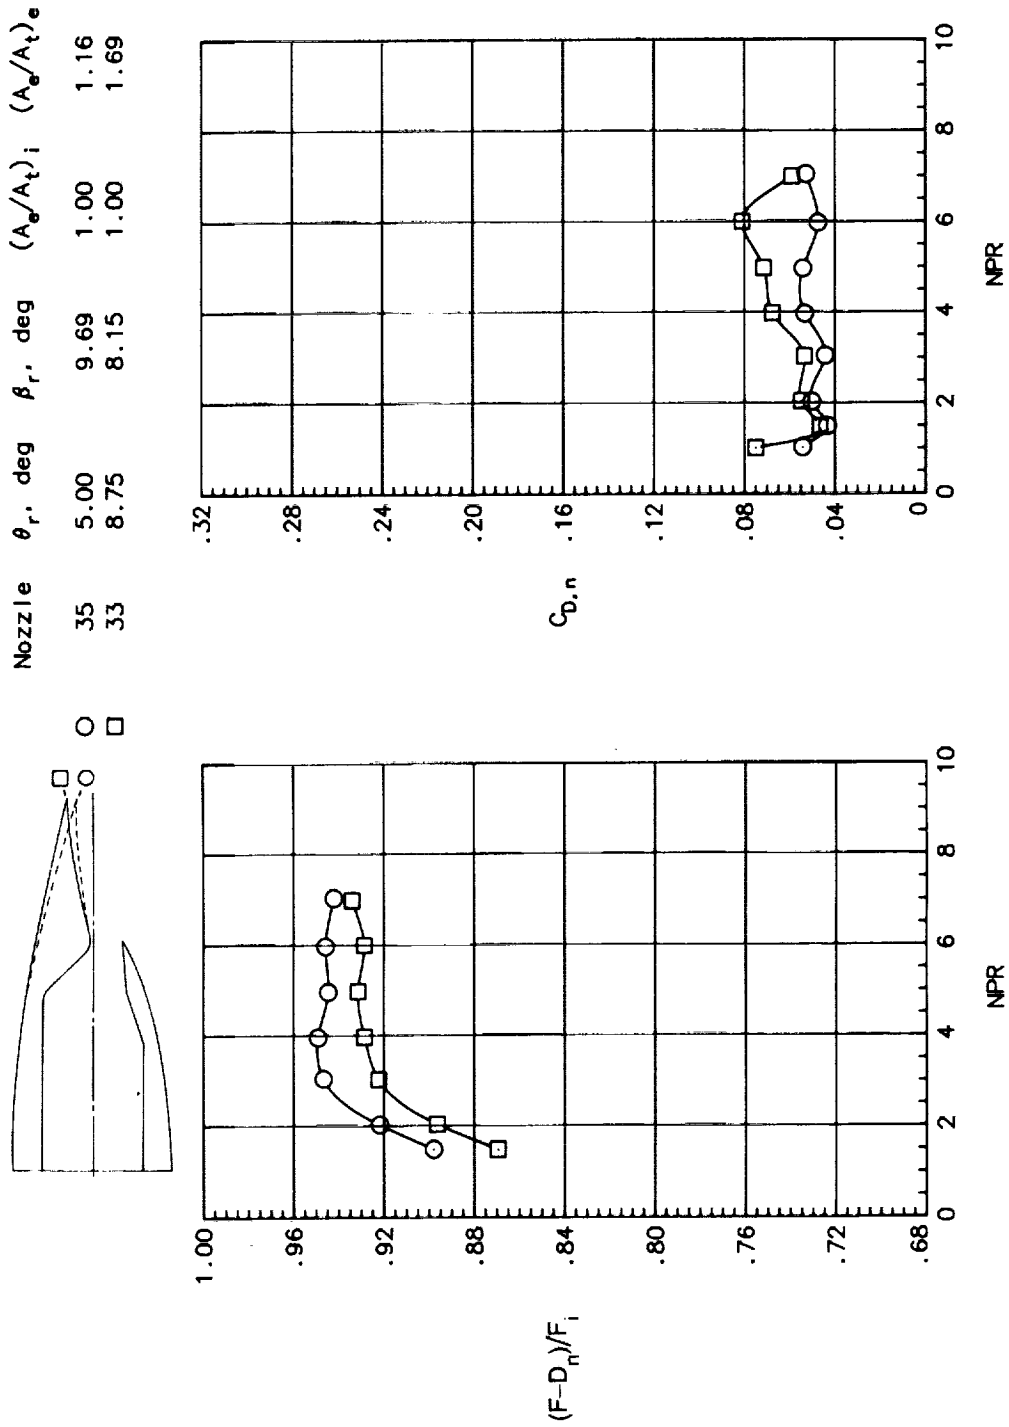 Nozzle θr, deg βr, deg (Ae/At)i (Ae/At)e
35 5.00 9.69 1.00 1.16
33 8.75 8.15 1.00 1.69
1.00
.96
.92
.88
.84
.80
.76
.72
.68
(F-Dn)/Fi
0 2 4 6 8 10
NPR
.32
.28
.24
.20
.16
.12
.08
.04
0
CD,n
0 2 4 6 8 10
NPR